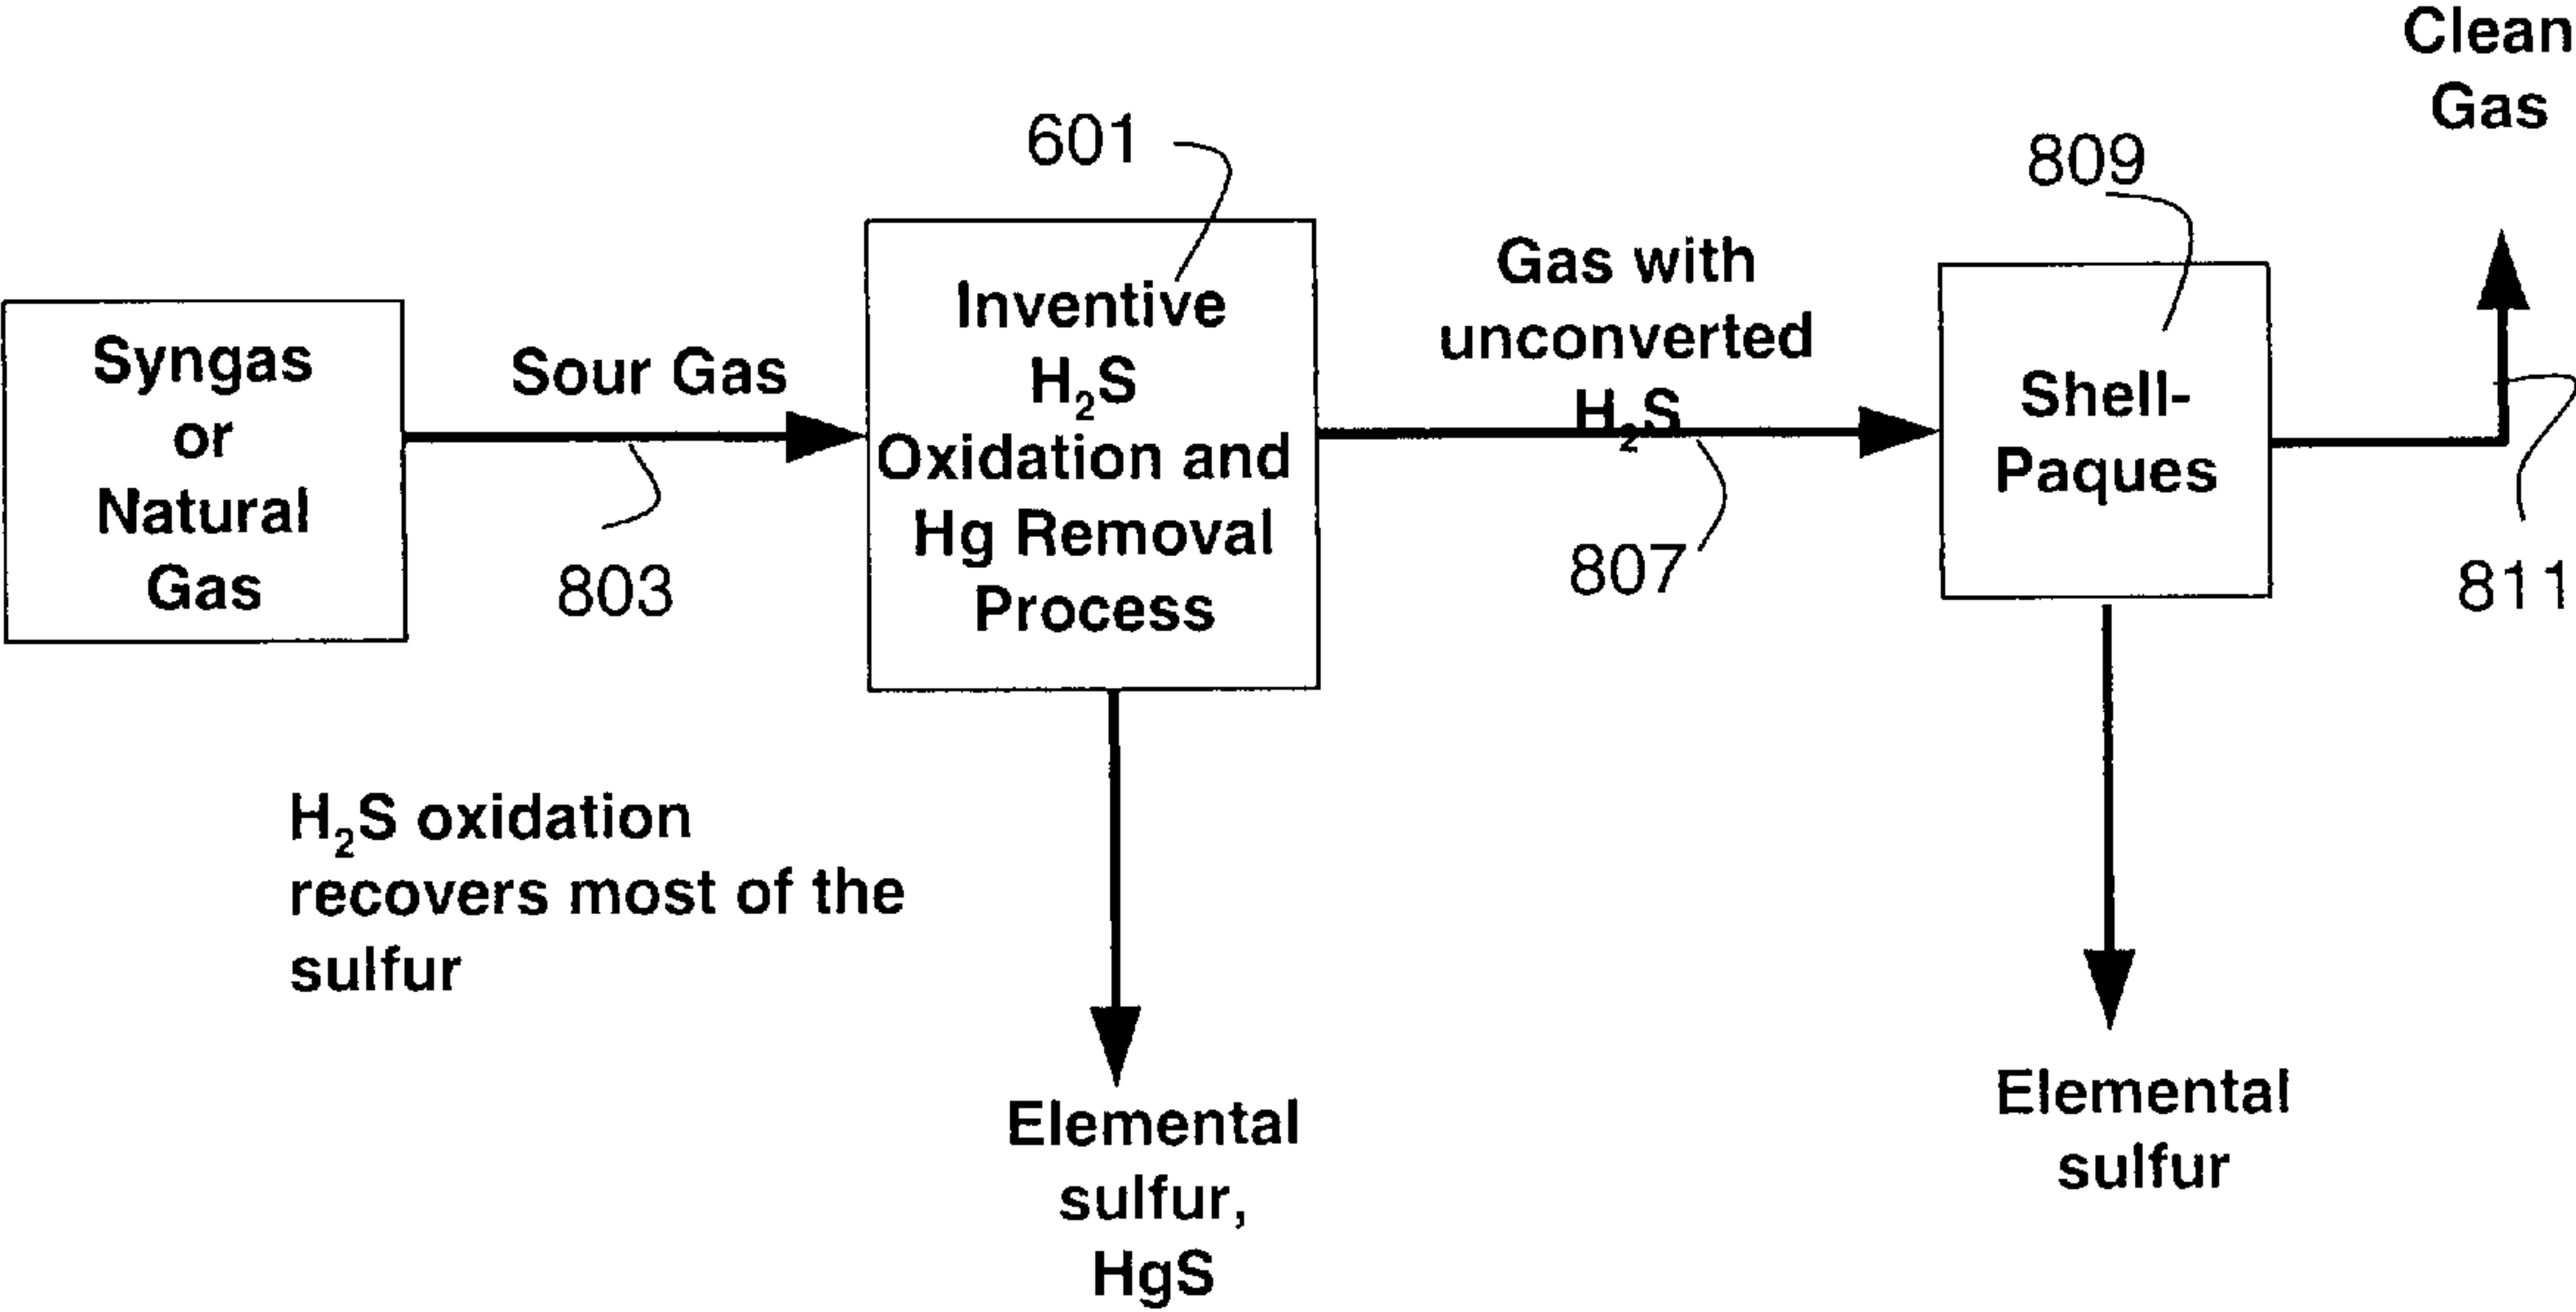 Syngas
or
Natural
Gas
Sour Gas
803
601
Inventive
H₂S
Oxidation and
Hg Removal
Process
Gas with
unconverted
H₂S
807
809
Shell-
Paques
Clean
Gas
811
H₂S oxidation
recovers most of the
sulfur
Elemental
sulfur,
HgS
Elemental
sulfur